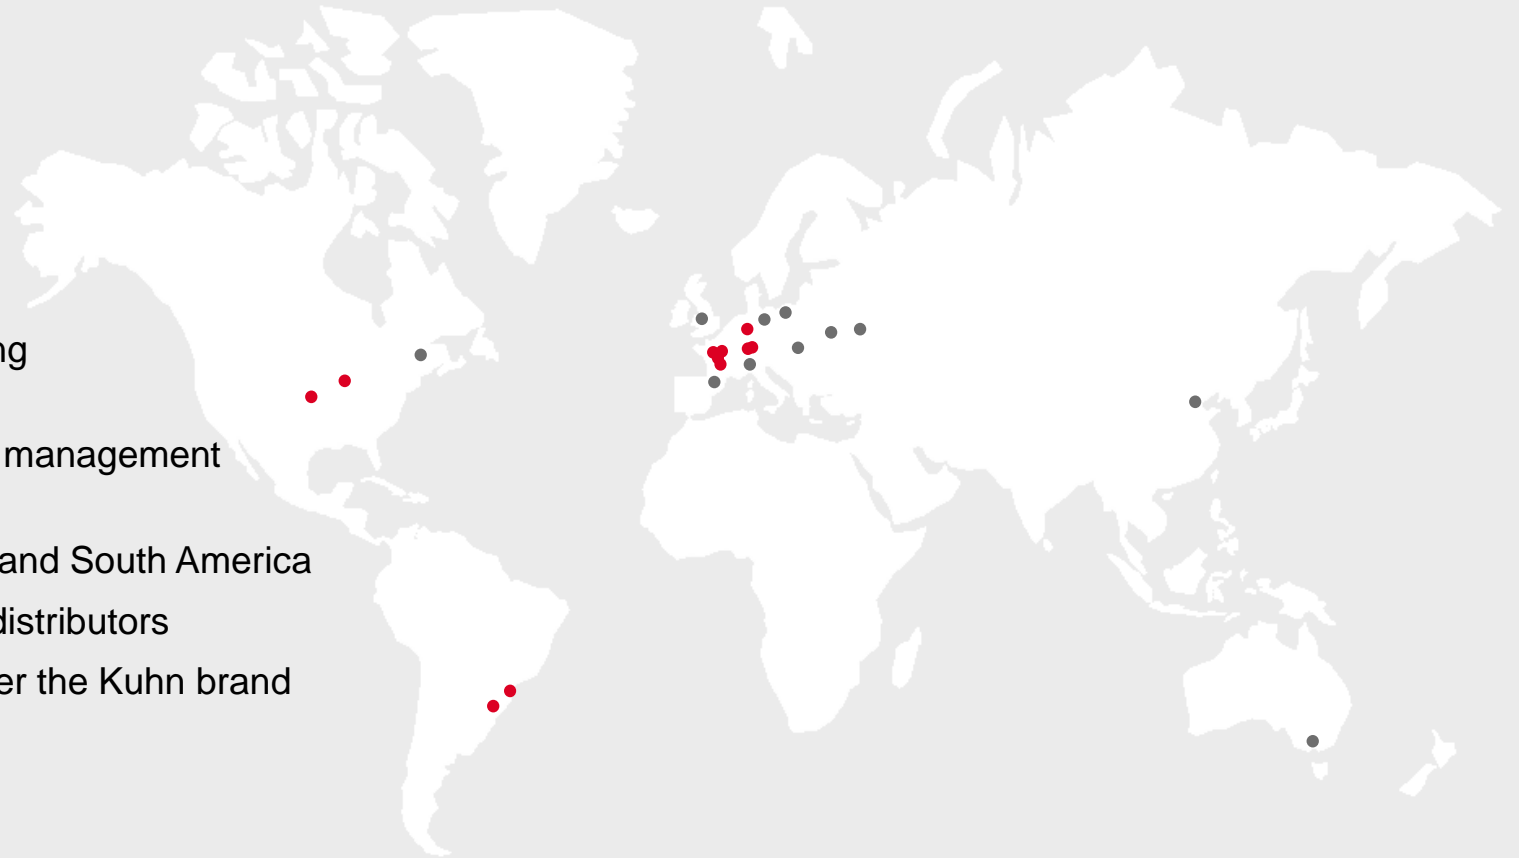 ng
management
and South America
distributors
er the Kuhn brand